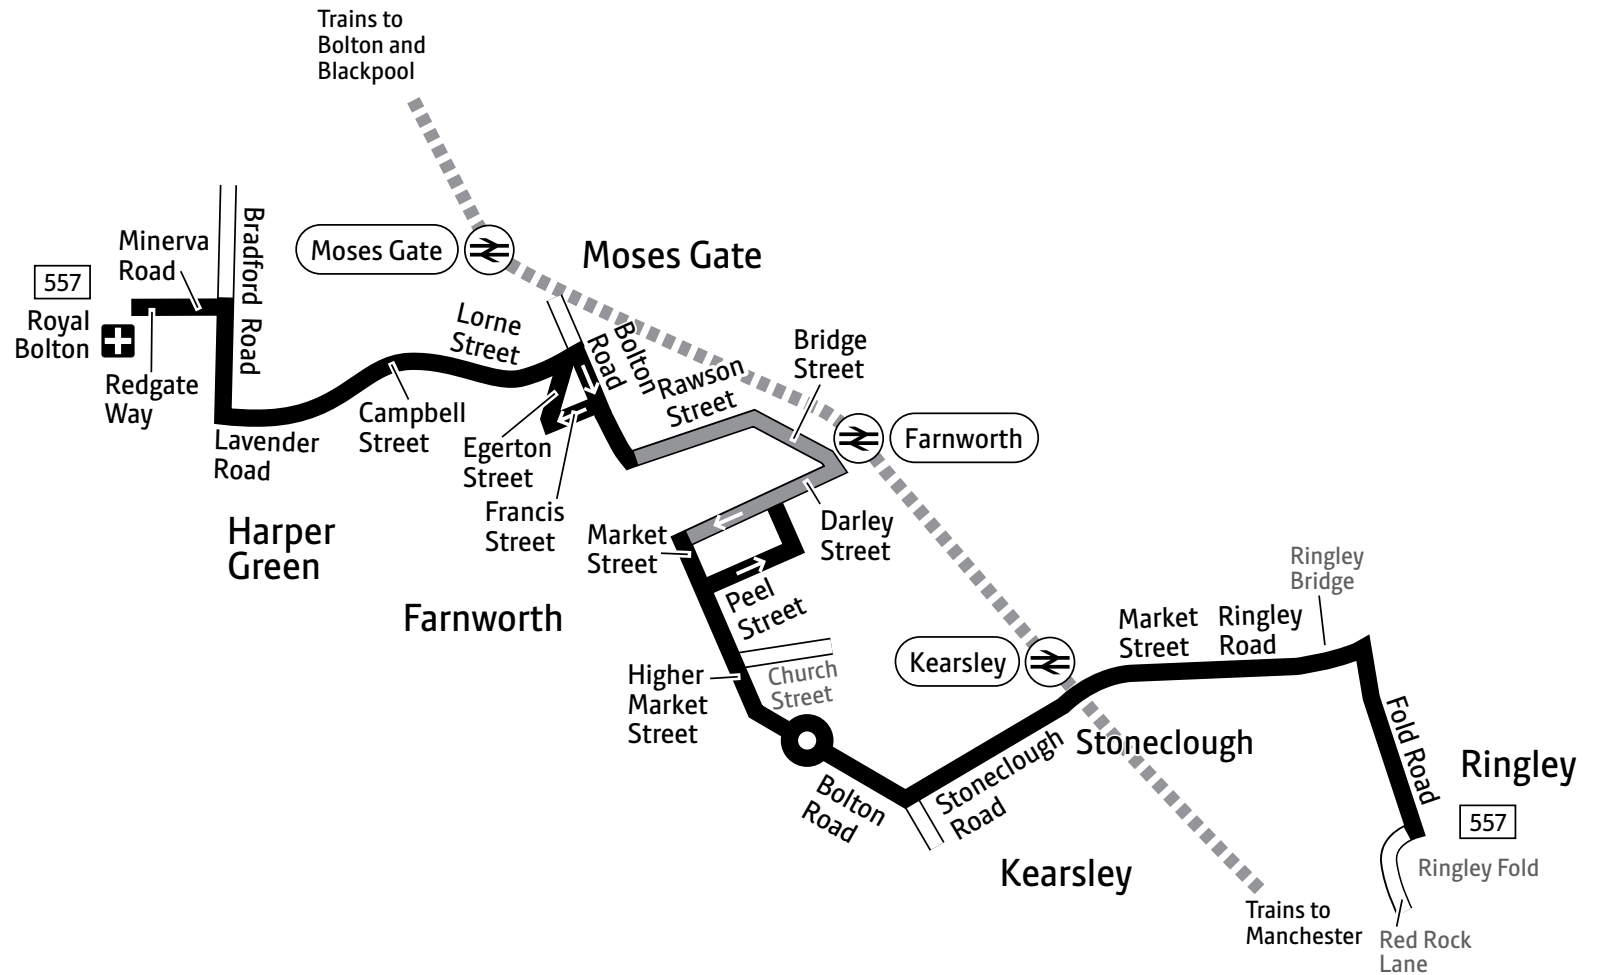 Trains to
Bolton and
Blackpool
Bradford Road
Minerva
Road
Moses Gate
Moses Gate
557
Royal
Bolton
Redgate
Way
Lorne
Street
Bolton
Road
Rawson
Street
Bridge
Street
Campbell
Street
Lavender
Road
Egerton
Street
Farnworth
Francis
Street
Harper
Green
Market
Street
Darley
Street
Farnworth
Peel
Street
Ringley
Bridge
Market
Street
Ringley
Road
Kearsley
Higher
Market
Street
Church
Street
Fold Road
Stoneclough
Stoneclough
Road
Ringley
Bolton
Road
557
Kearsley
Ringley Fold
Trains to
Manchester
Red Rock
Lane